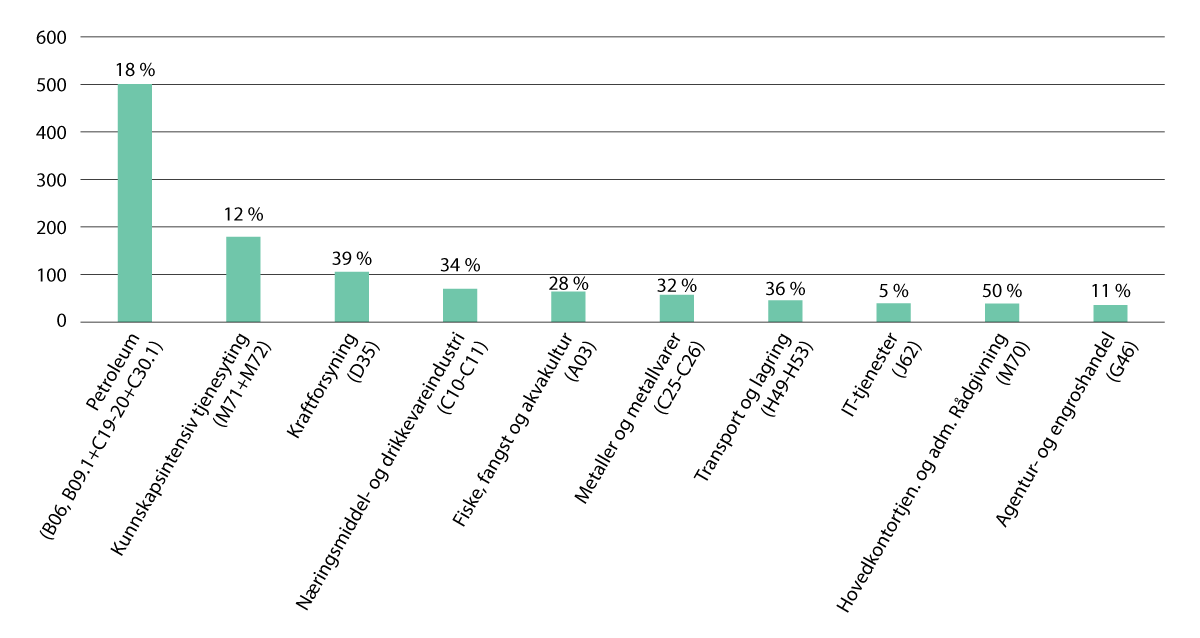 600
500
400
300
200
100
0
18 %
12 %
39 %
34 %
28 %
32 %
36 %
5 %
50 %
11 %
Petroleum
(B06, B09.1+C19-20+C30.1)
Kunnskapsintensiv tjenesyting
(M71+M72)
Kraftforsyning
(D35)
Næringsmiddel- og drikkevareindustri
(C10-C11)
Fiske, fangst og akvakultur
(A03)
Metaller og metallvarer
(C25-C26)
Transport og lagring
(H49-H53)
IT-tjenester
(J62)
Hovedkontortjen. og adm. Rådgivning
(M70)
Agentur- og engroshandel
(G46)